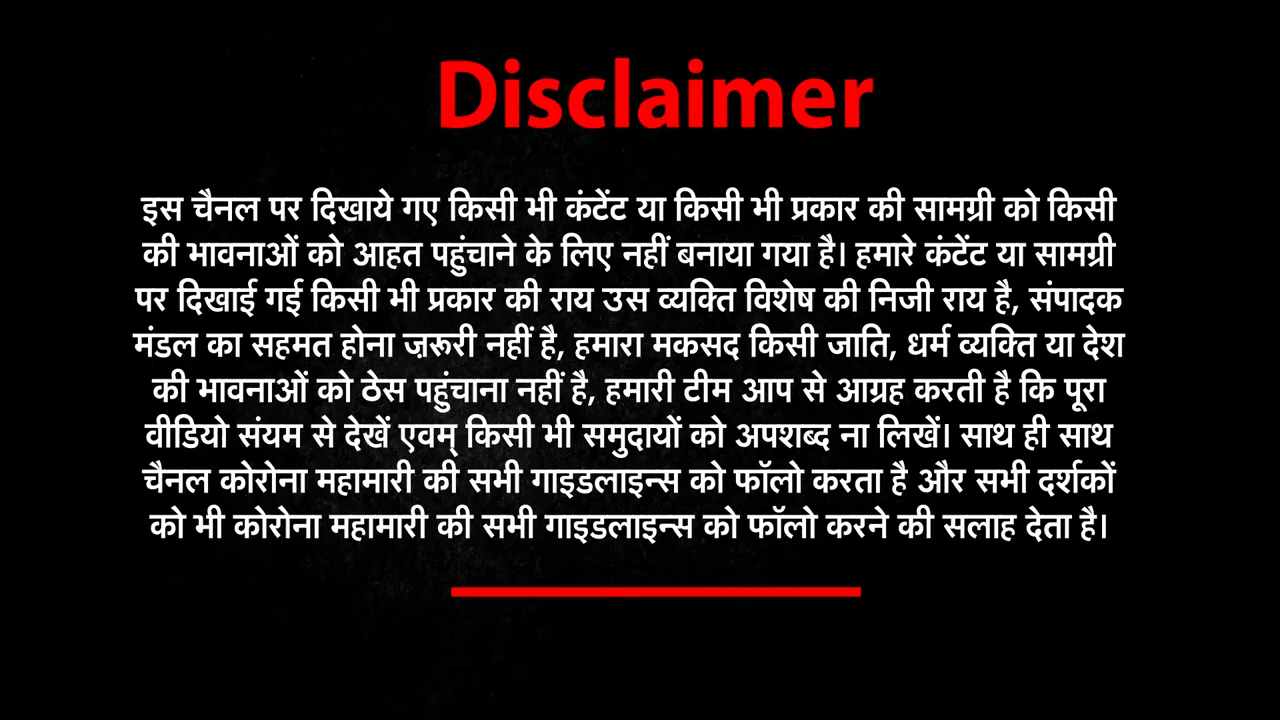 Disclaimer
इस चैनल पर दिखाये गए किसी भी कंटेंट या किसी भी प्रकार की सामग्री को किसी
की भावनाओं को आहत पहुंचाने के लिए नहीं बनाया गया है। हमारे कंटेंट या सामग्री
पर दिखाई गई किसी भी प्रकार की राय उस व्यक्ति विशेष की निजी राय है, संपादक
मंडल का सहमत होना ज़रूरी नहीं है, हमारा मकसद किसी जाति, धर्म व्यक्ति या देश
की भावनाओं को ठेस पहुंचाना नहीं है, हमारी टीम आप से आग्रह करती है कि पूरा
वीडियो संयम से देखें एवम् किसी भी समुदायों को अपशब्द ना लिखें। साथ ही साथ
चैनल कोरोना महामारी की सभी गाइडलाइन्स को फॉलो करता है और सभी दर्शकों
को भी कोरोना महामारी की सभी गाइडलाइन्स को फॉलो करने की सलाह देता है।